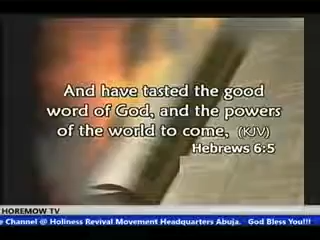 And have tasted the good
word of God, and the powers
of the world to come, (KJV)
Hebrews 6:5
HOREMOW TV
e Channel @ Holiness Revival Movement Headquarters Abuja. God Bless You!!!